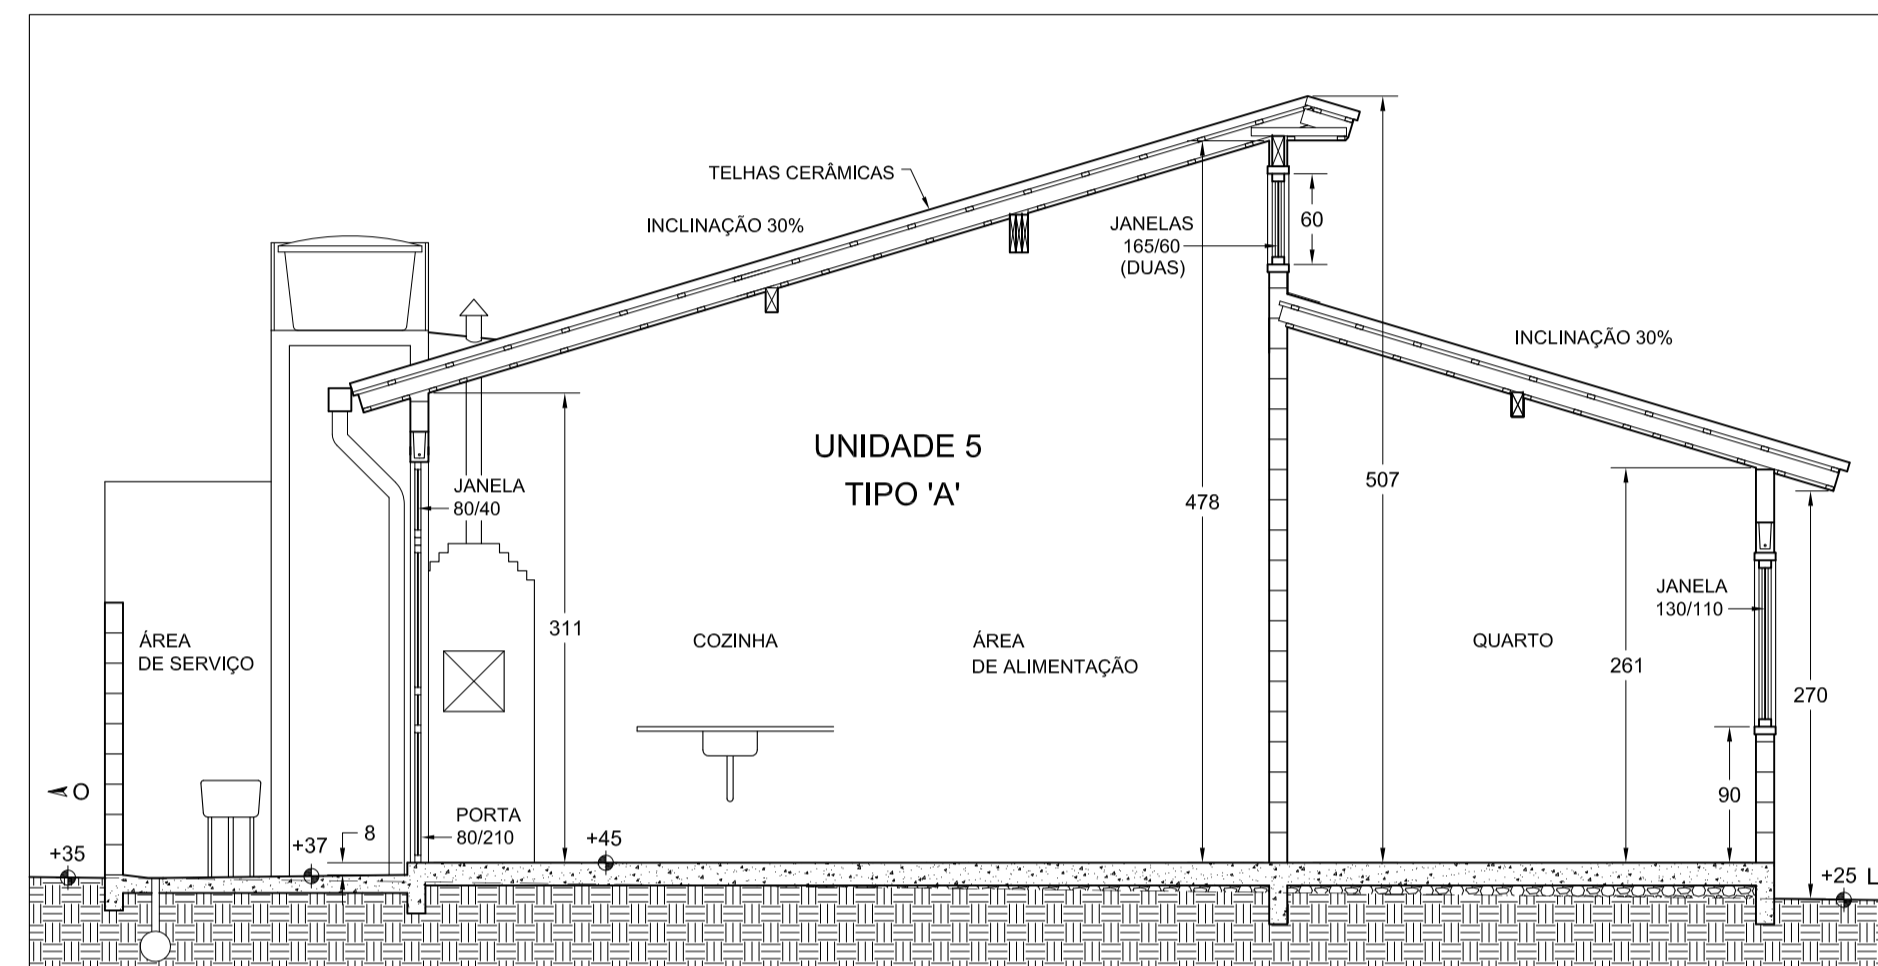 TELHAS CERÂMICAS
INCLINAÇÃO 30%
JANELAS
165/60
(DUAS)
60
INCLINAÇÃO 30%
UNIDADE 5
TIPO 'A'
JANELA
80/40
478
507
311
ÁREA
DE SERVIÇO
COZINHA
ÁREA
DE ALIMENTAÇÃO
QUARTO
JANELA
130/110
261
270
90
O
PORTA
80/210
8
+35
+37
+45
+25 L